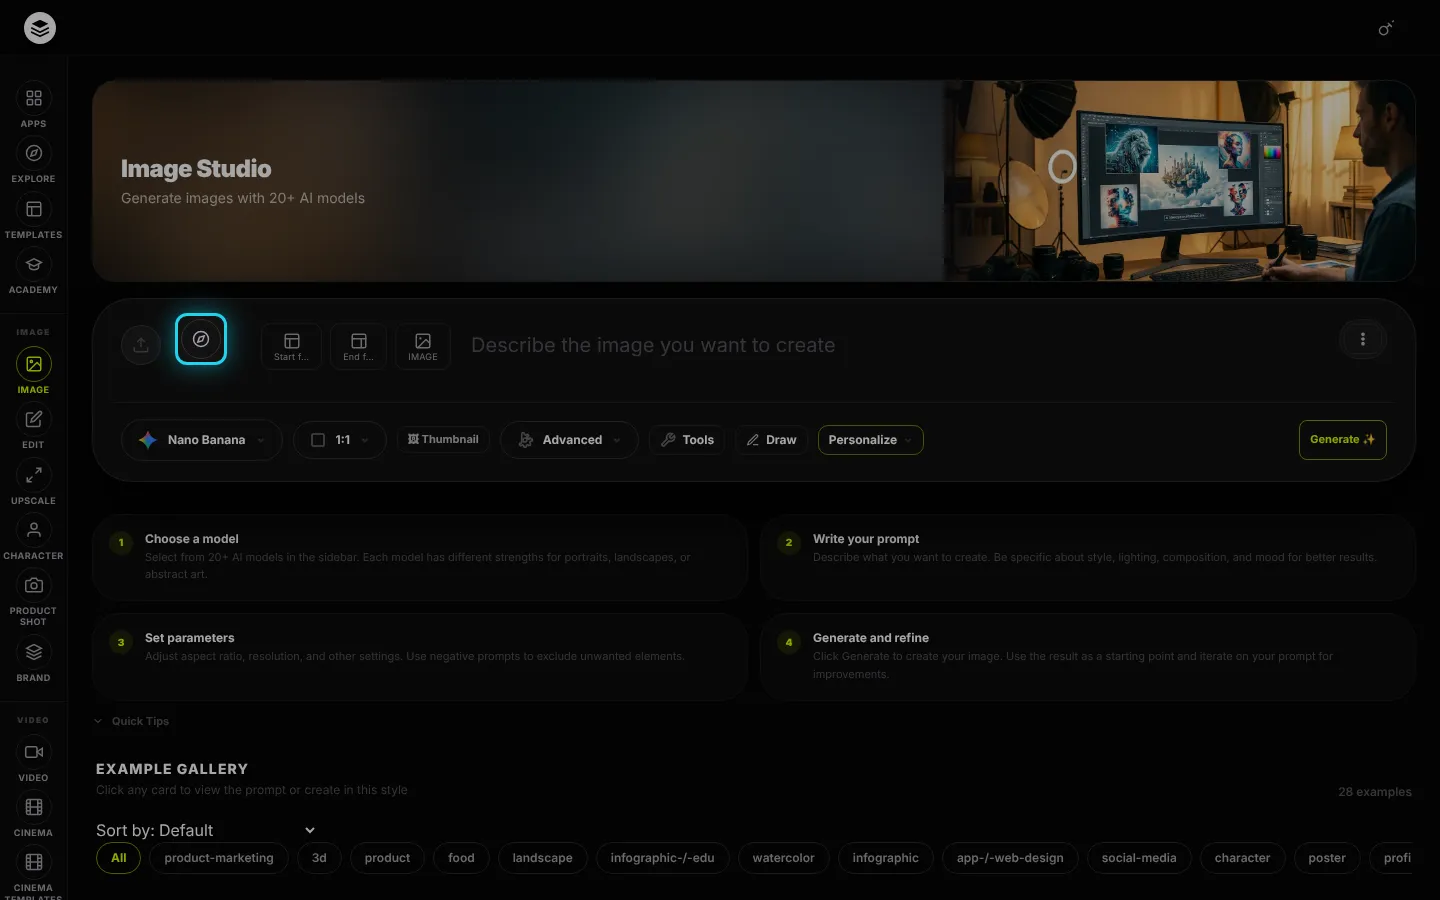 APPS
EXPLORE
TEMPLATES
ACADEMY
IMAGE
IMAGE
EDIT
UPSCALE
CHARACTER
PRODUCT
SHOT
BRAND
VIDEO
VIDEO
CINEMA
CINEMA
TEMPLATES
Image Studio
Generate images with 20+ AI models
Start f...
End f...
IMAGE
Describe the image you want to create
Nano Banana
1:1
Thumbnail
Advanced
Tools
Draw
Personalize
Generate ✨
1
Choose a model
Select from 20+ AI models in the sidebar. Each model has different strengths for portraits, landscapes, or
abstract art.
2
Write your prompt
Describe what you want to create. Be specific about style, lighting, composition, and mood for better results.
3
Set parameters
Adjust aspect ratio, resolution, and other settings. Use negative prompts to exclude unwanted elements.
4
Generate and refine
Click Generate to create your image. Use the result as a starting point and iterate on your prompt for
improvements.
Quick Tips
EXAMPLE GALLERY
Click any card to view the prompt or create in this style
28 examples
Sort by: Default
All
product-marketing
3d
product
food
landscape
infographic-/-edu
watercolor
infographic
app-/-web-design
social-media
character
poster
profi